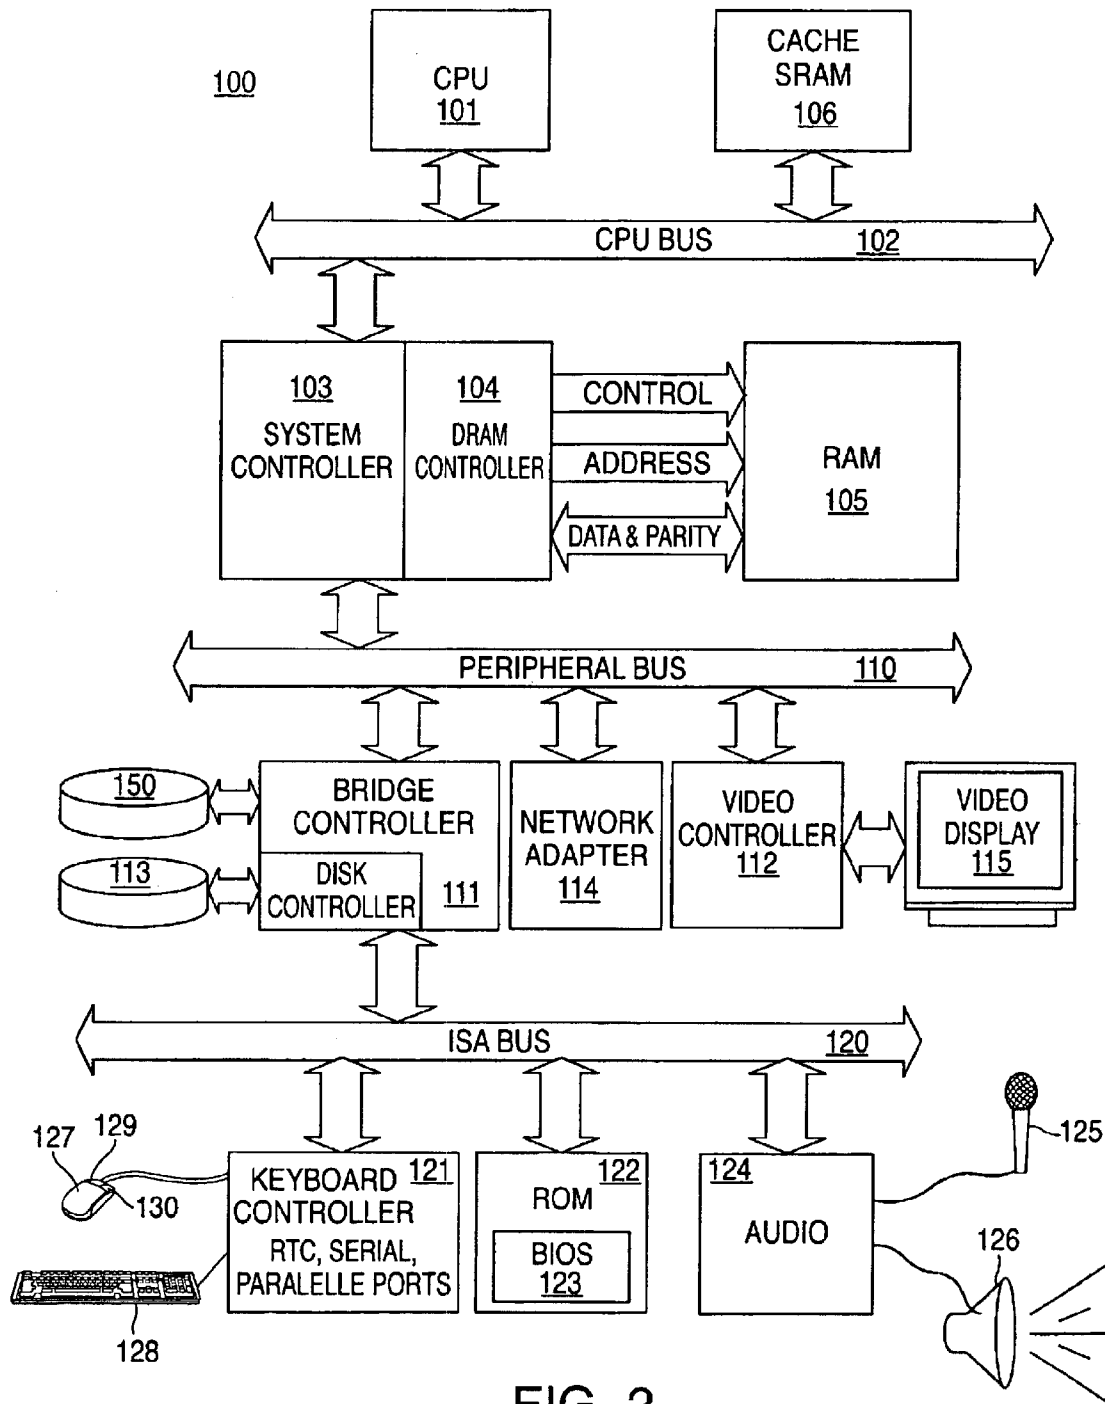 100
CPU
101
CACHE
SRAM
106
CPU BUS 102
103
SYSTEM
CONTROLLER
104
DRAM
CONTROLLER
CONTROL
ADDRESS
DATA & PARITY
RAM
105
PERIPHERAL BUS 110
150
113
BRIDGE
CONTROLLER
DISK
CONTROLLER
111
NETWORK
ADAPTER
114
VIDEO
CONTROLLER
112
VIDEO
DISPLAY
115
ISA BUS 120
127
129
130
128
KEYBOARD 121
CONTROLLER
RTC, SERIAL,
PARALELLE PORTS
122
ROM
BIOS
123
124
AUDIO
125
126
FIG. 2